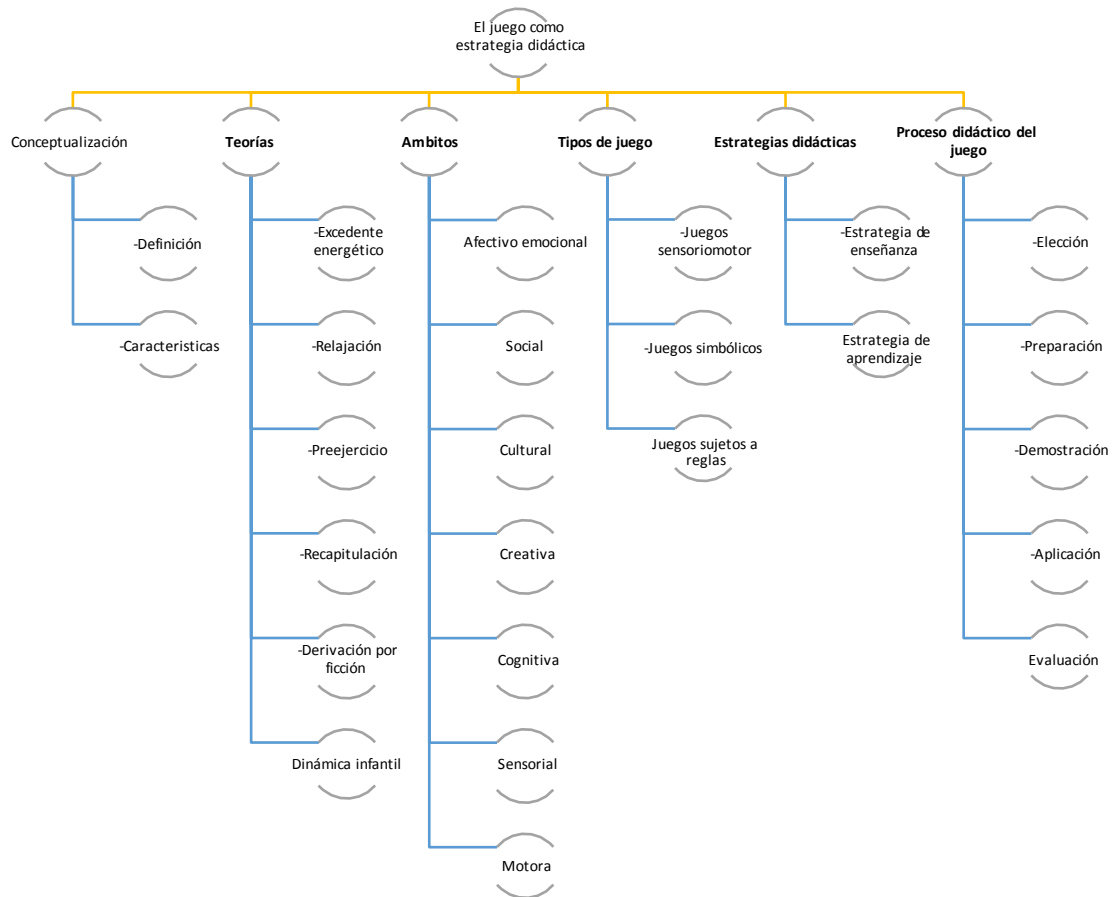 El juego como
estrategia didáctica
Conceptualización
-Definición
-Caracteristicas
Teorías
-Excedente
energético
-Relajación
-Preejercicio
-Recapitulación
-Derivación por
ficción
Dinámica infantil
Ambitos
Afectivo emocional
Social
Cultural
Creativa
Cognitiva
Sensorial
Motora
Tipos de juego
-Juegos
sensoriomotor
-Juegos simbólicos
Juegos sujetos a
reglas
Estrategias didácticas
-Estrategia de
enseñanza
Estrategia de
aprendizaje
Proceso didáctico del
juego
-Elección
-Preparación
-Demostración
-Aplicación
Evaluación